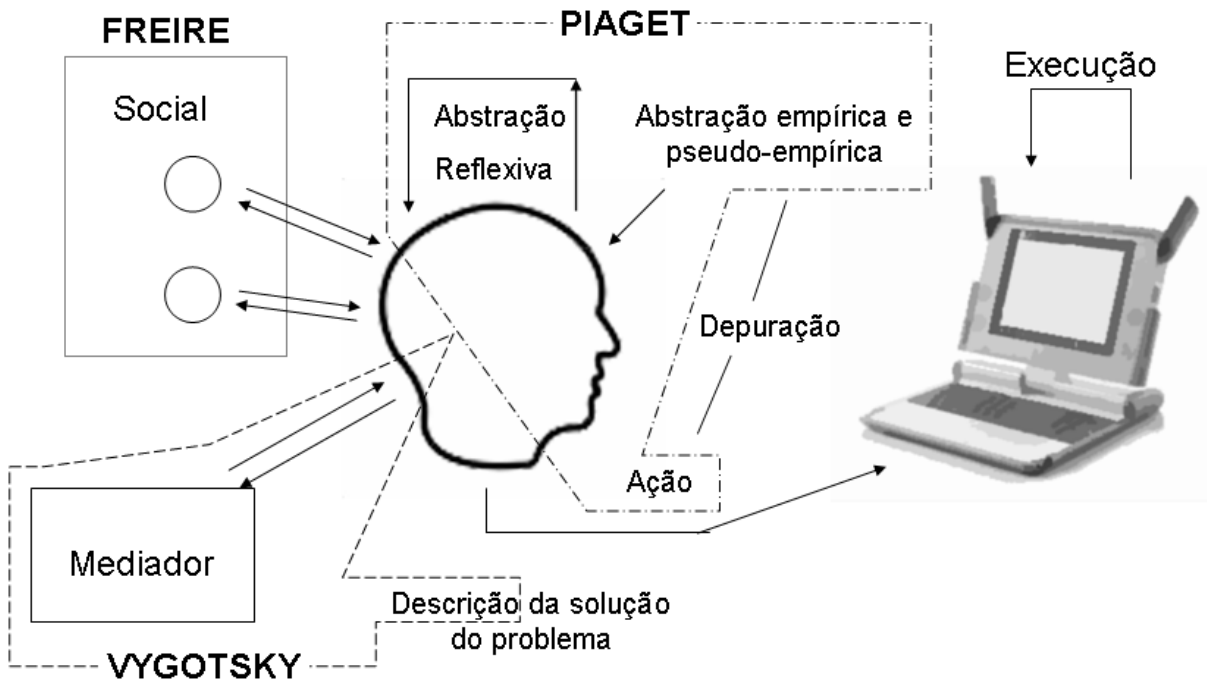 FREIRE
PIAGET
Execução
Social
Abstração
Reflexiva
Abstração empírica e
pseudo-empírica
Depuração
Ação
Mediador
Descrição da solução
do problema
VYGOTSKY